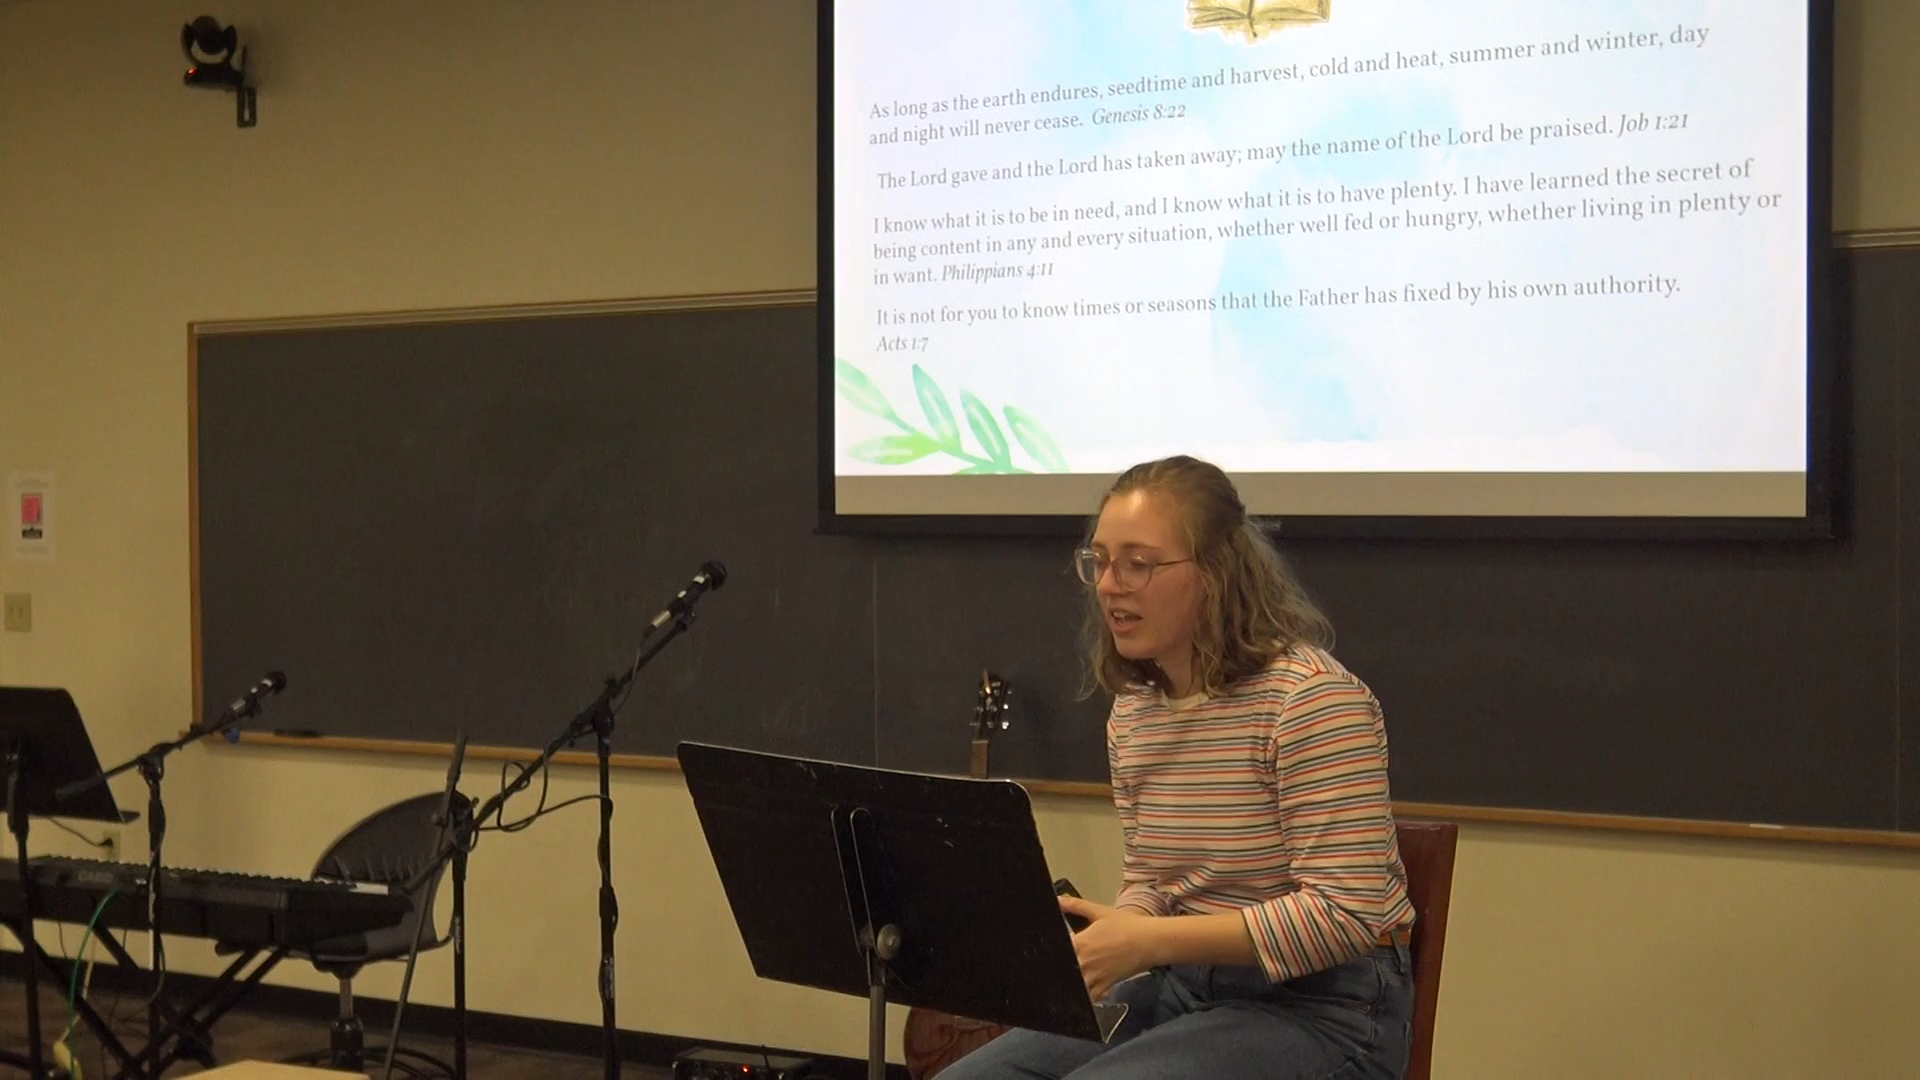 As long as the earth endures, seedtime and harvest, cold and heat, summer and winter, day
and night will never cease. Genesis 8:22
The Lord gave and the Lord has taken away; may the name of the Lord be praised. Job 1:21
I know what it is to be in need, and I know what it is to have plenty. I have learned the secret of
being content in any and every situation, whether well fed or hungry, whether living in plenty or
in want. Philippians 4:11
It is not for you to know times or seasons that the Father has fixed by his own authority.
Acts 1:7
CASIO